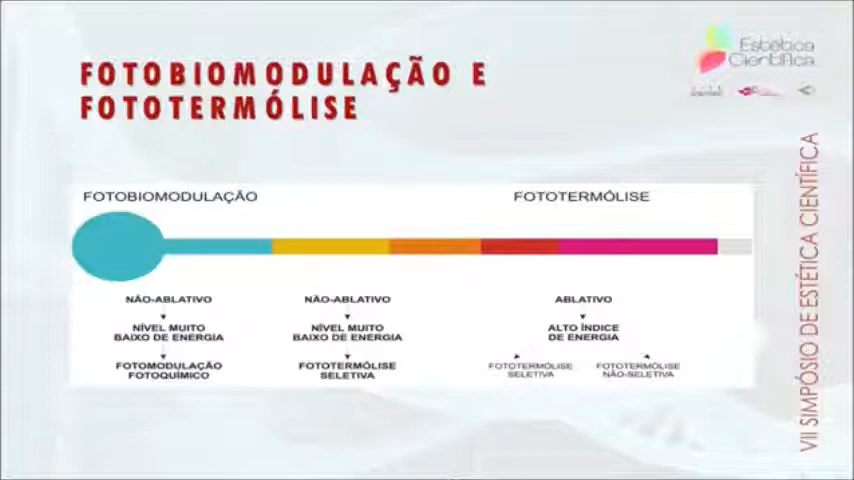 FOTOBIOMODULAÇÃO E
FOTOTERMÓLISE
Estética
Científica
VII SIMPÓSIO DE ESTÉTICA CIENTÍFICA
FOTOBIOMODULAÇÃO
FOTOTERMÓLISE
NÃO-ABLATIVO
NÍVEL MUITO
BAIXO DE ENERGIA
FOTOMODULAÇÃO
FOTOQUÍMICO
NÃO-ABLATIVO
NÍVEL MUITO
BAIXO DE ENERGIA
FOTOTERMÓLISE
SELETIVA
ABLATIVO
ALTO ÍNDICE
DE ENERGIA
FOTOTERMÓLISE
SELETIVA
FOTOTERMÓLISE
NÃO-SELETIVA